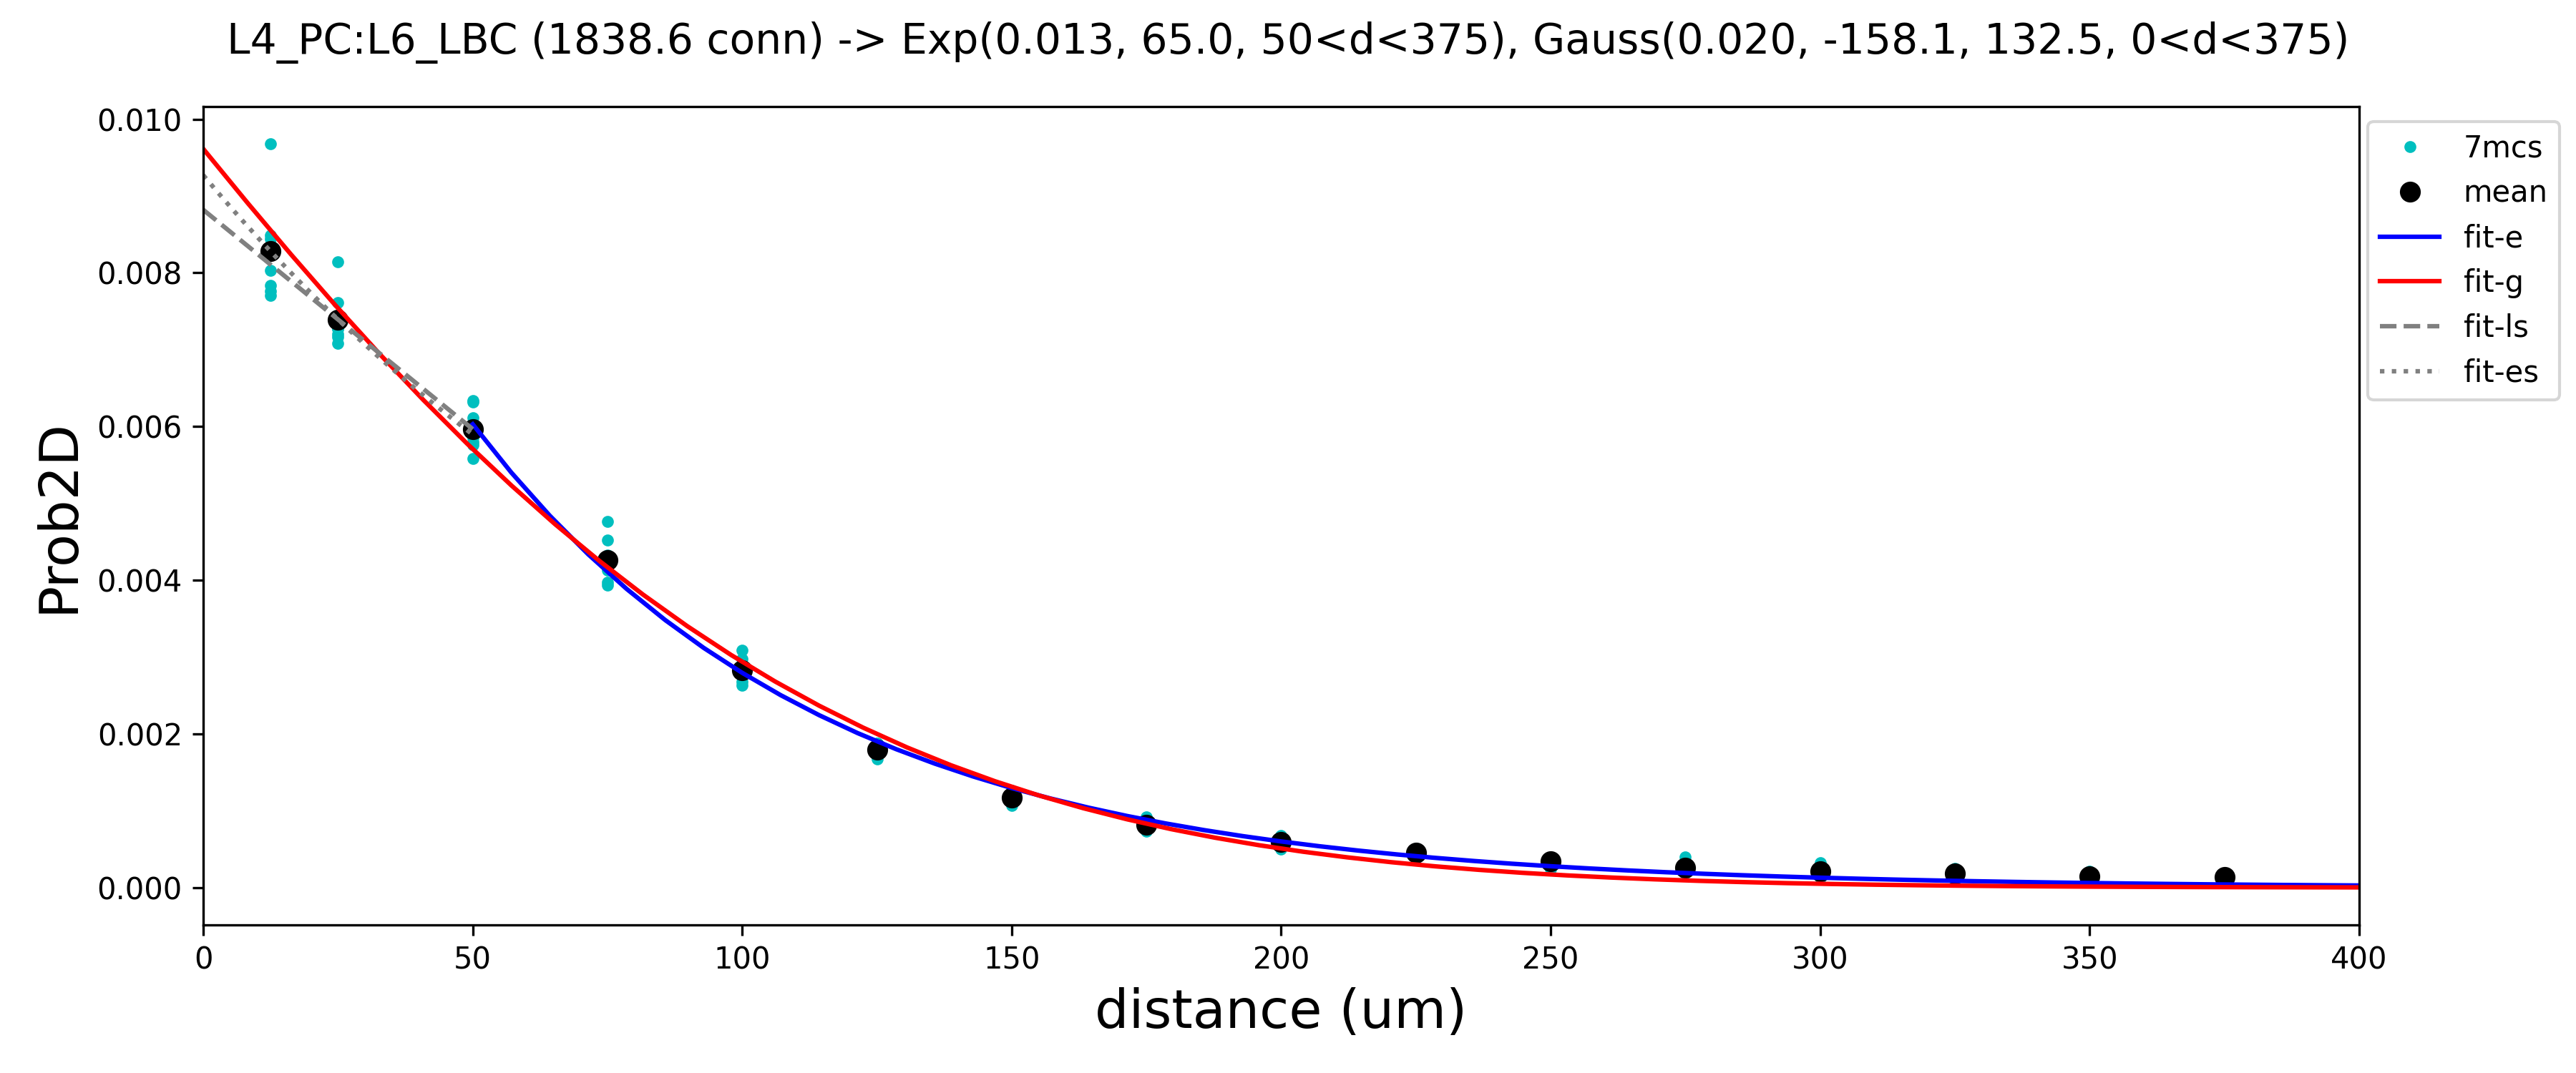 L4_PC:L6_LBC (1838.6 conn) -> Exp(0.013, 65.0, 50<d<375), Gauss(0.020, -158.1, 132.5, 0<d<375)
0.010
0.008
0.006
0.004
0.002
0.000
Prob2D
0 50 100 150 200 250 300 350 400
distance (um)
7mcs
mean
fit-e
fit-g
fit-ls
fit-es